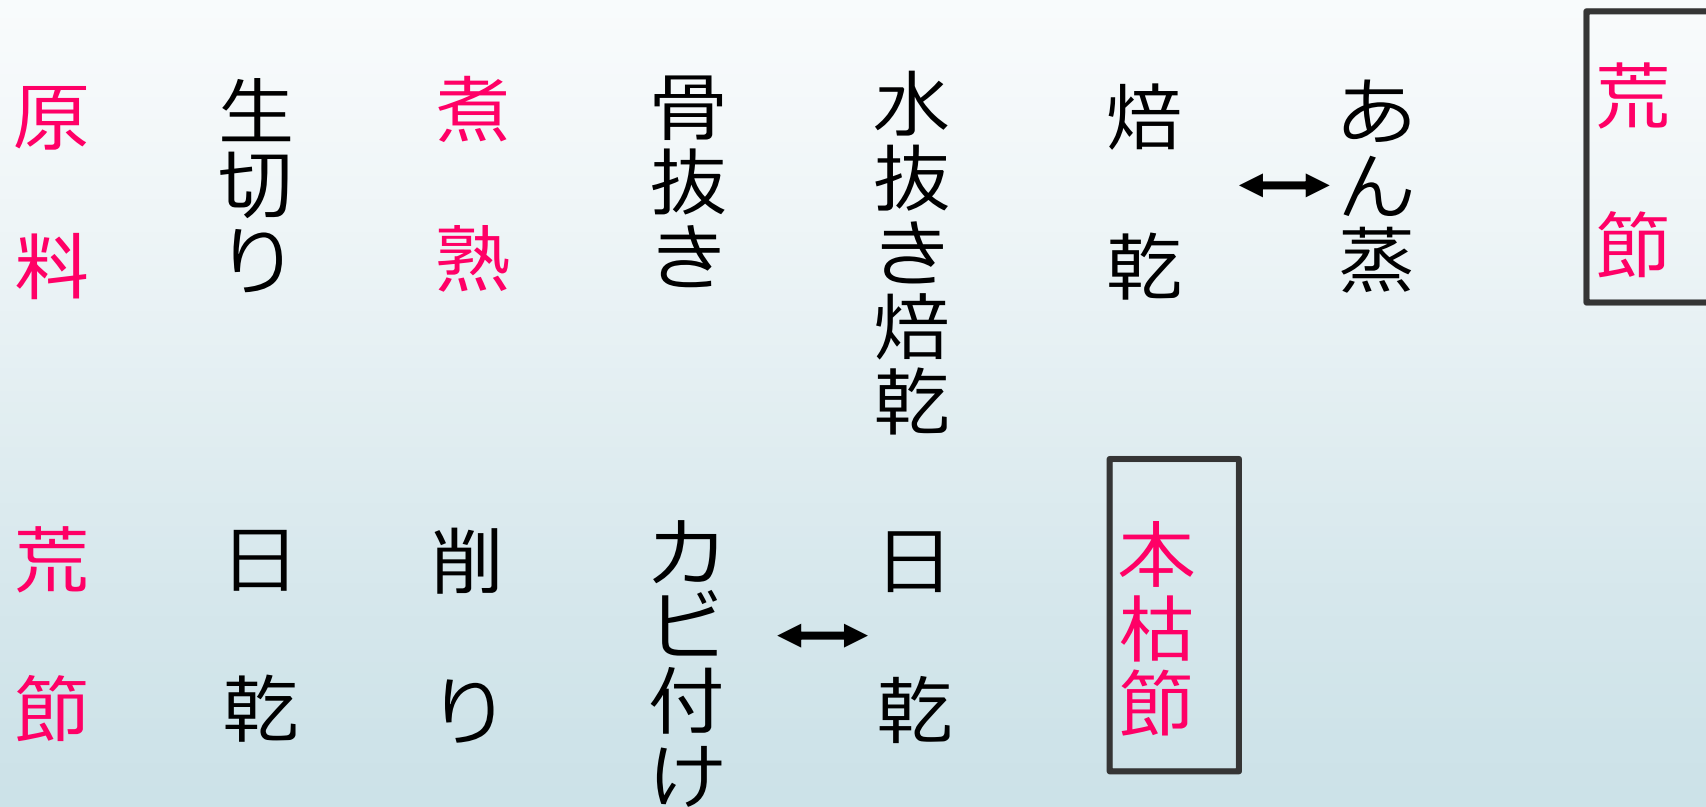 原料
生切り
煮熟
骨抜き
水抜き焙乾
焙乾
あん蒸
荒節
荒節
日乾
削り
カビ付け
日乾
本枯節